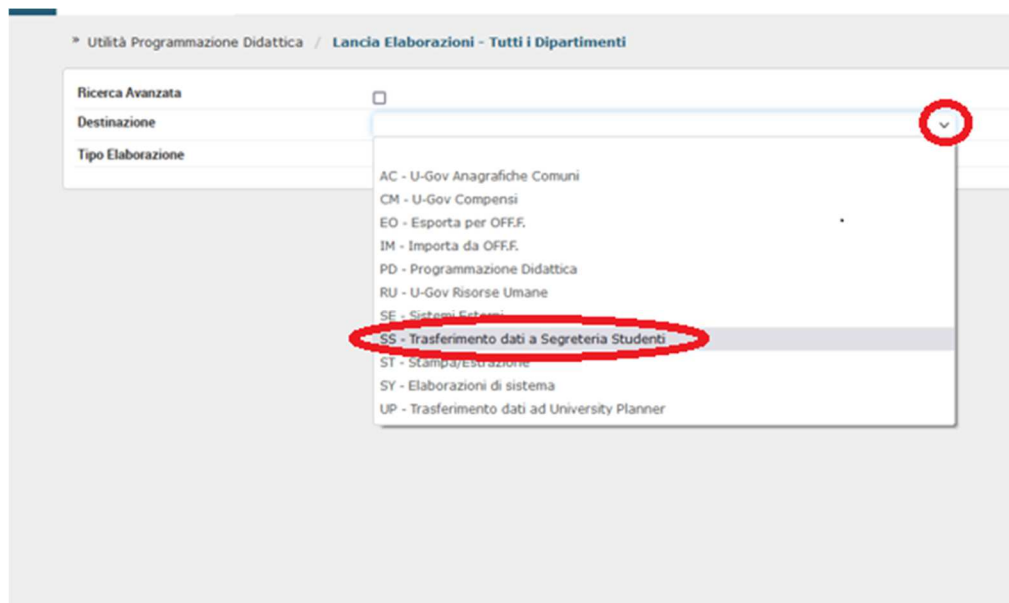 » Utilità Programmazione Didattica / Lancia Elaborazioni - Tutti i Dipartimenti
Ricerca Avanzata
Destinazione
Tipo Elaborazione
AC - U-Gov Anagrafiche Comuni
CM - U-Gov Compensi
EO - Esporta per OFF.F.
IM - Importa da OFF.F.
PD - Programmazione Didattica
RU - U-Gov Risorse Umane
SE - Sistemi Esterni
SS - Trasferimento dati a Segreteria Studenti
ST - Stampa/Estrazione
SY - Elaborazioni di sistema
UP - Trasferimento dati ad University Planner